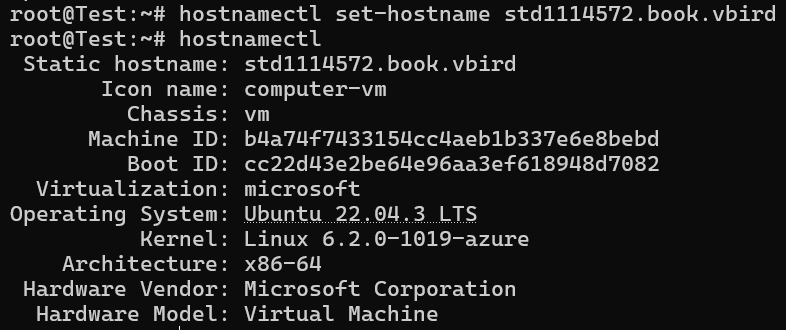 root@Test:~# hostnamectl set-hostname std1114572.book.vbird
root@Test:~# hostnamectl
Static hostname: std1114572.book.vbird
Icon name: computer-vm
Chassis: vm
Machine ID: b4a74f7433154cc4aeb1b337e6e8bebd
Boot ID: cc22d43e2be64e96aa3ef618948d7082
Virtualization: microsoft
Operating System: Ubuntu 22.04.3 LTS
Kernel: Linux 6.2.0-1019-azure
Architecture: x86-64
Hardware Vendor: Microsoft Corporation
Hardware Model: Virtual Machine